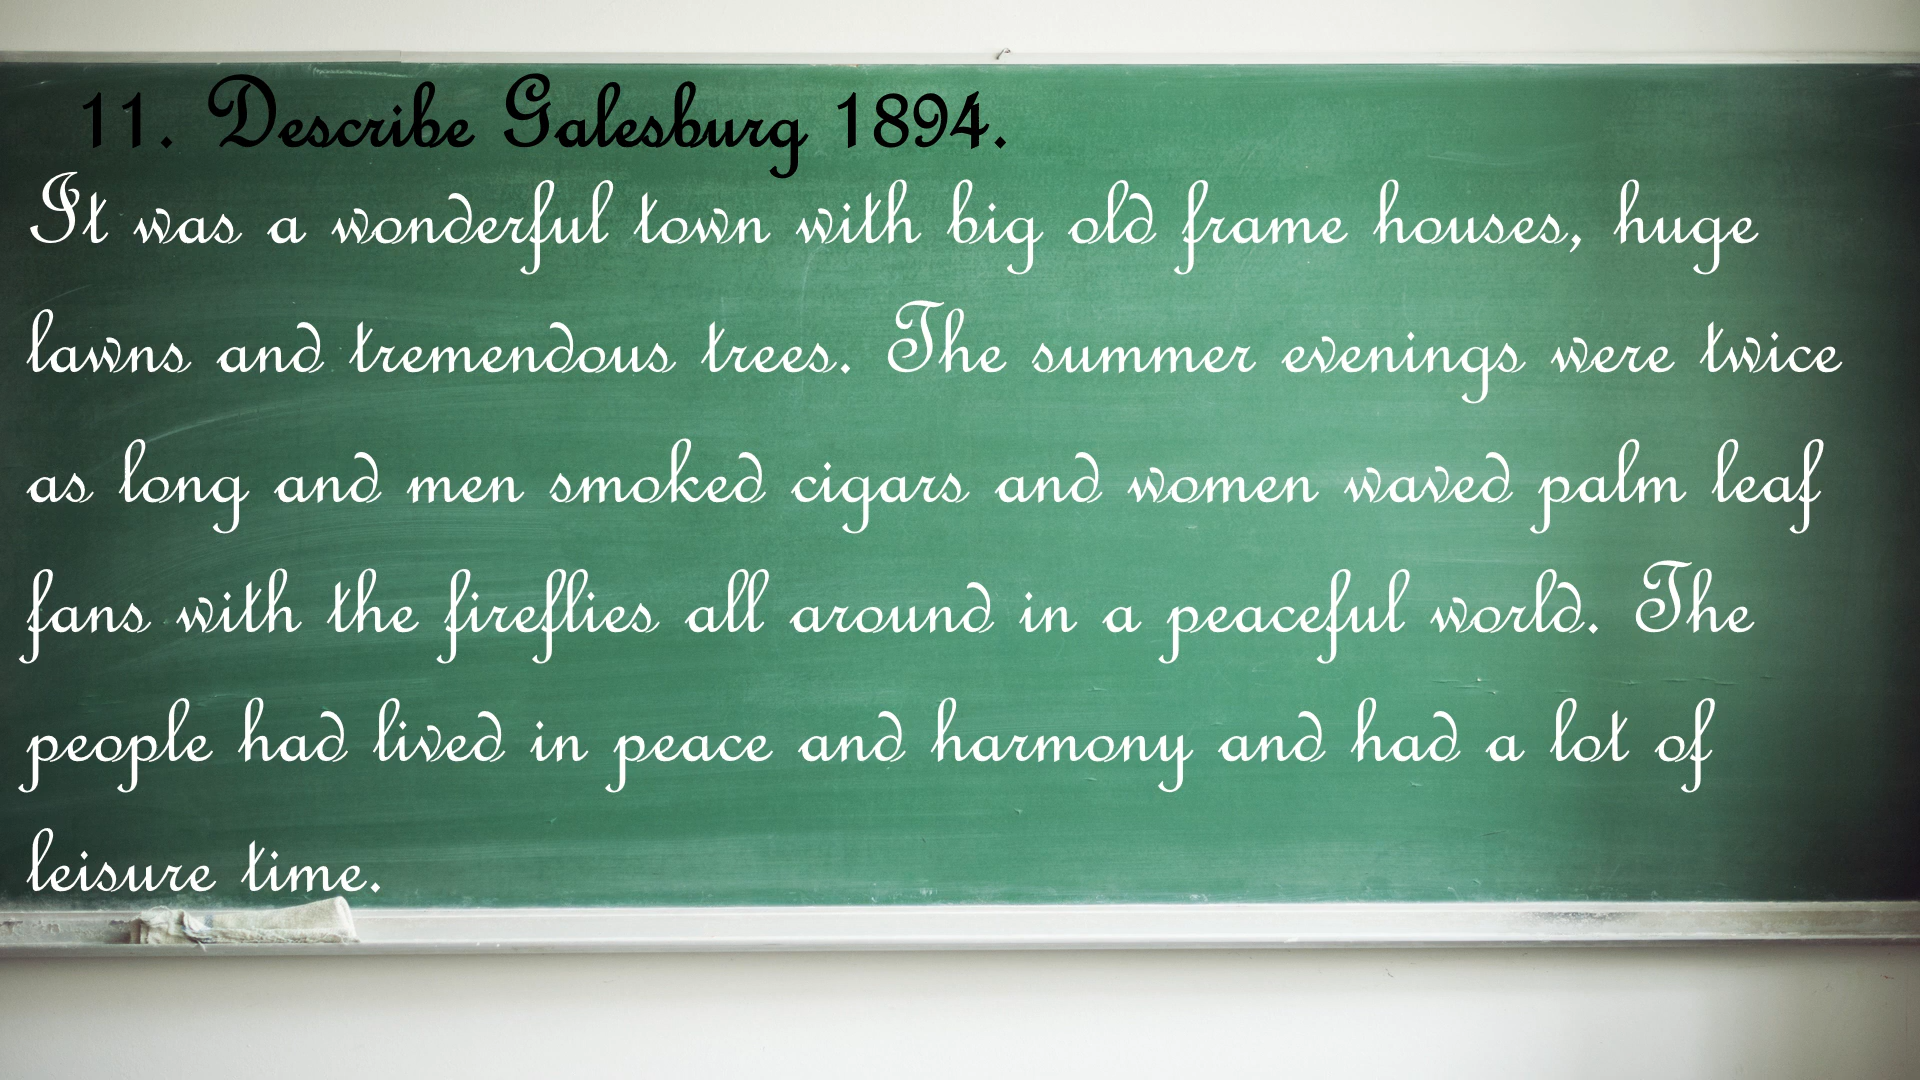 11. Describe Galesburg 1894.
It was a wonderful town with big old frame houses, huge
lawns and tremendous trees. The summer evenings were twice
as long and men smoked cigars and women waved palm leaf
fans with the fireflies all around in a peaceful world. The
people had lived in peace and harmony and had a lot of
leisure time.